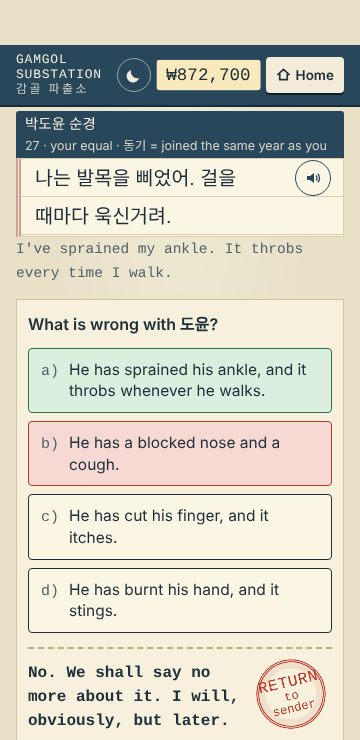 GAMGOL
SUBSTATION
감골 파출소
₩872,700
Home
박도윤 순경
27 · your equal · 동기 = joined the same year as you
나는 발목을 삐었어. 걸을
때마다 욱신거려.
I've sprained my ankle. It throbs
every time I walk.
What is wrong with 도윤?
a) He has sprained his ankle, and it
throbs whenever he walks.
b) He has a blocked nose and a
cough.
c) He has cut his finger, and it
itches.
d) He has burnt his hand, and it
stings.
No. We shall say no
more about it. I will,
obviously, but later.
RETURN
to
sender